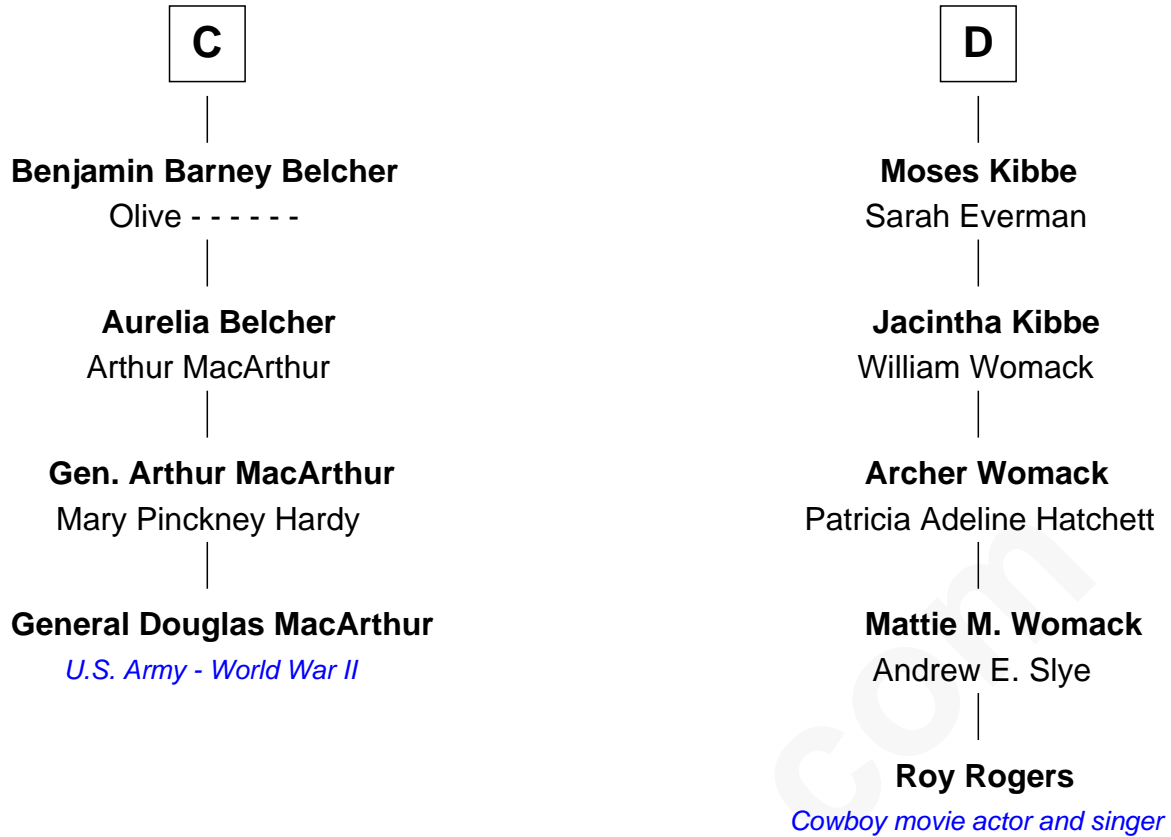 C
Benjamin Barney Belcher
Olive - - - - - -
Aurelia Belcher
Arthur MacArthur
Gen. Arthur MacArthur
Mary Pinckney Hardy
General Douglas MacArthur
U.S. Army - World War II
D
Moses Kibbe
Sarah Everman
Jacintha Kibbe
William Womack
Archer Womack
Patricia Adeline Hatchett
Mattie M. Womack
Andrew E. Slye
Roy Rogers
Cowboy movie actor and singer
com